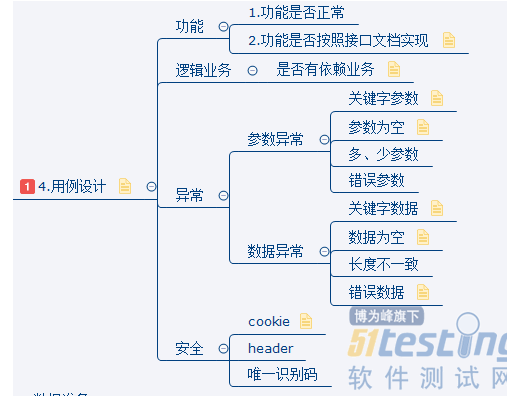 功能
1.功能是否正常
2.功能是否按照接口文档实现
逻辑业务
是否有依赖业务
1 4.用例设计
异常
参数异常
关键字参数
参数为空
多、少参数
错误参数
数据异常
关键字数据
数据为空
长度不一致
错误数据
安全
cookie
header
唯一识别码
博为峰旗下
51testing
软件测试网